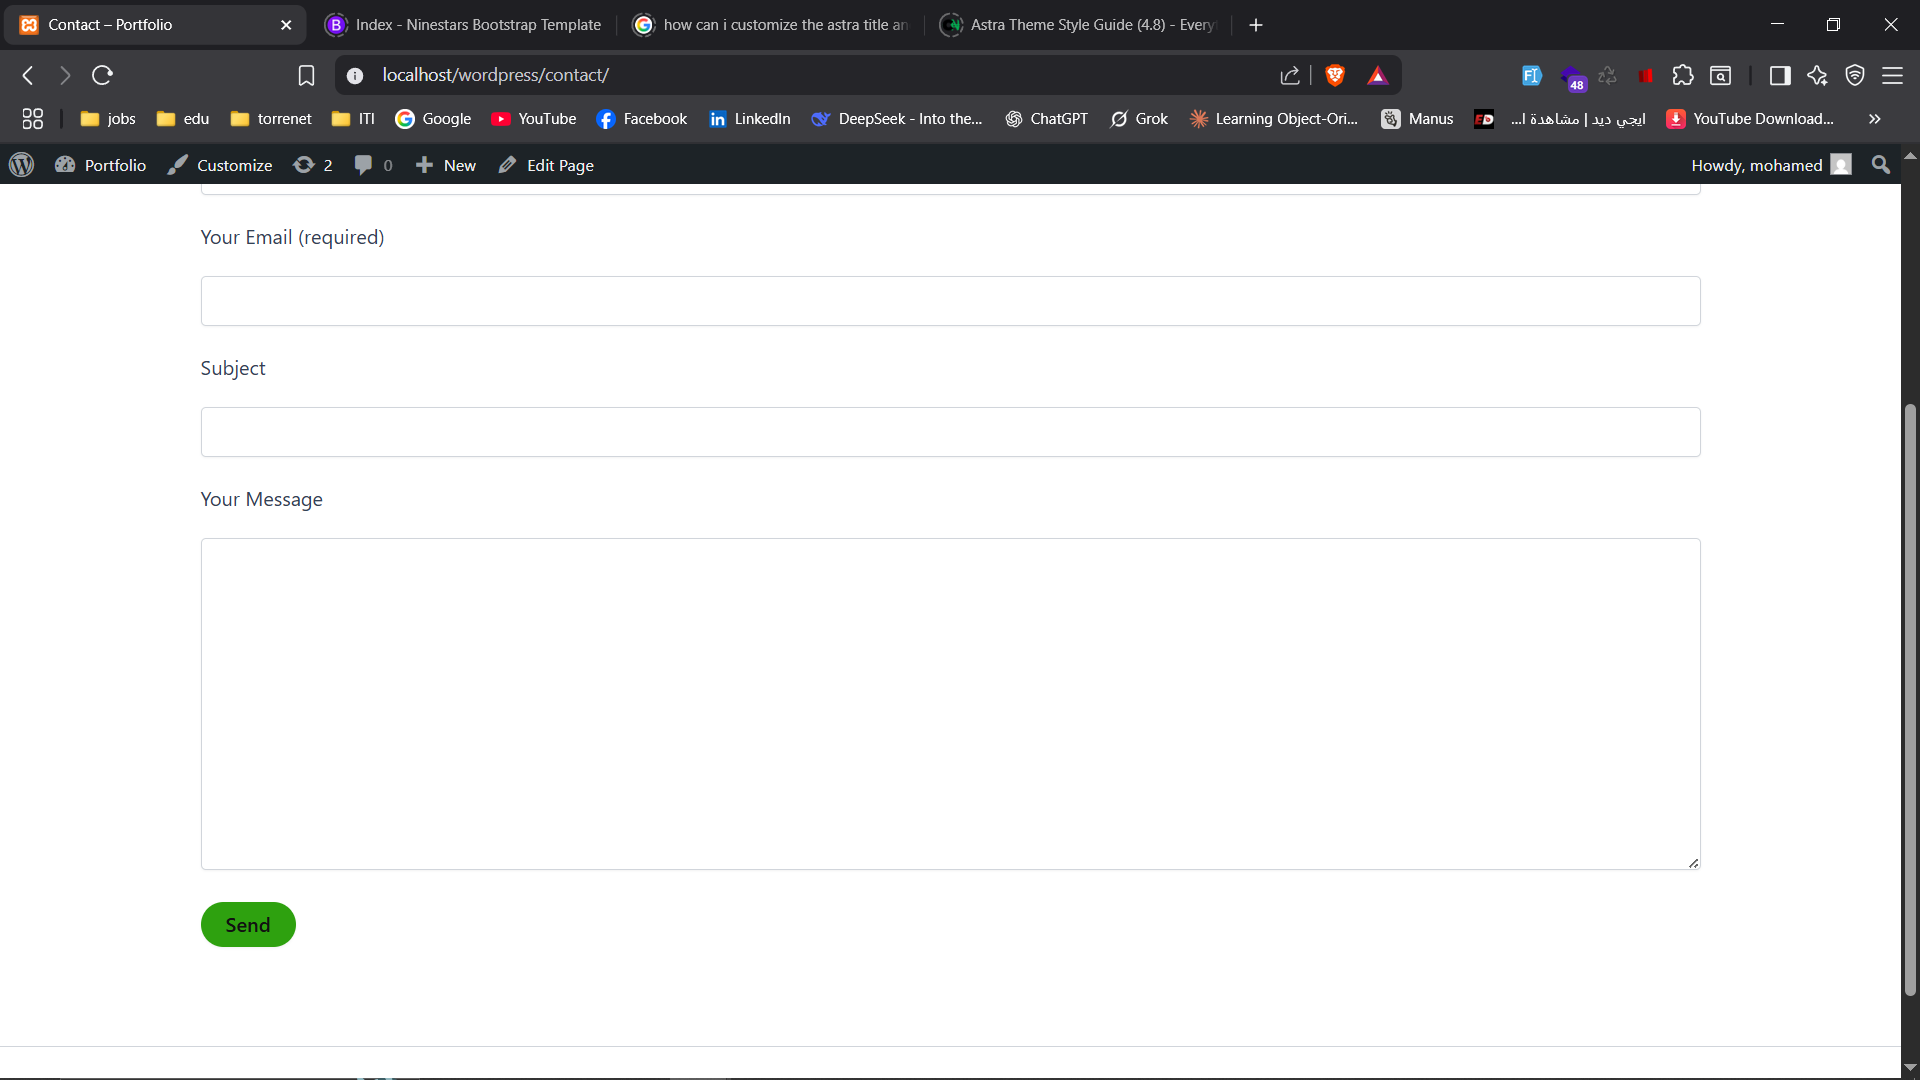 Contact – Portfolio
B Index - Ninestars Bootstrap Template
how can i customize the astra title an
Astra Theme Style Guide (4.8) - Every
localhost/wordpress/contact/
48
jobs edu torrenet ITI Google YouTube Facebook LinkedIn DeepSeek - Into the... ChatGPT Grok Learning Object-Ori... Manus ED ايجي ديد | مشاهدة ا... YouTube Download...
Portfolio Customize 2 0 New Edit Page Howdy, mohamed
Your Email (required)
Subject
Your Message
Send